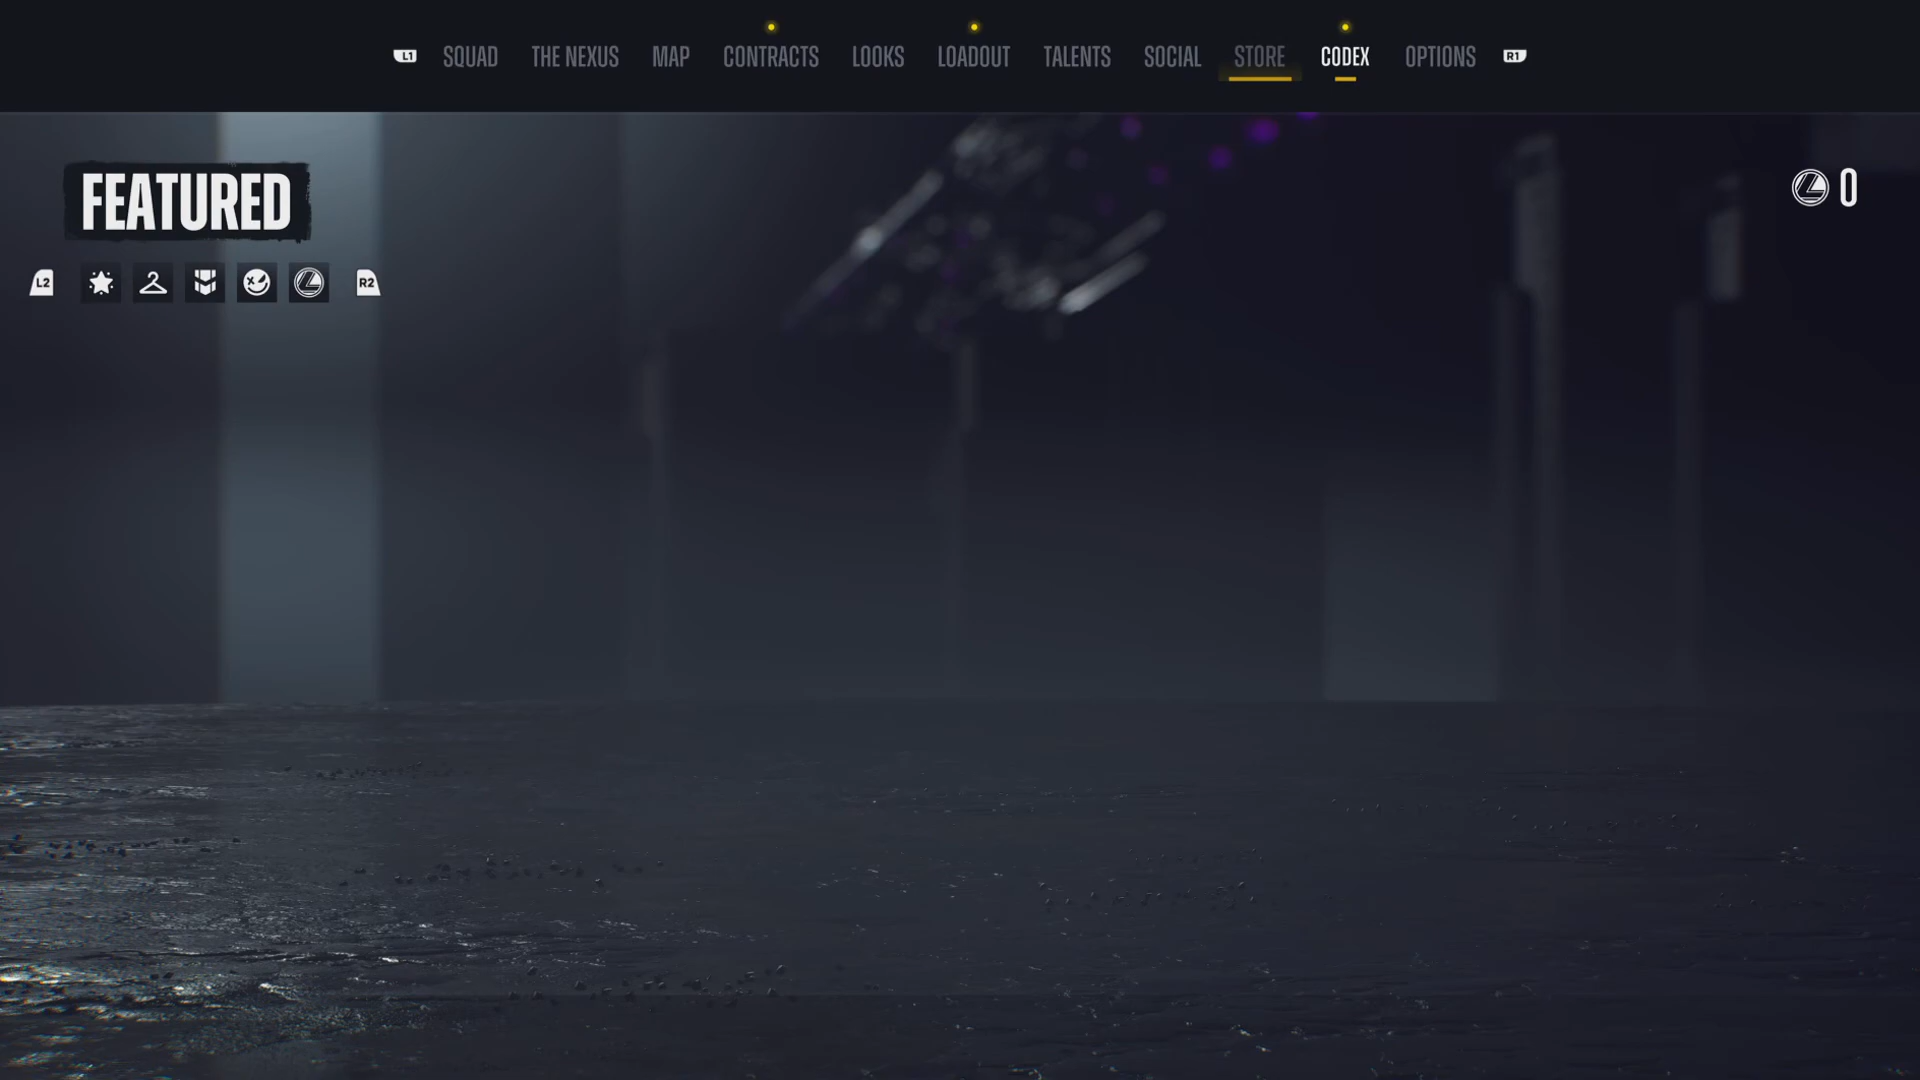 L1 SQUAD THE NEXUS MAP CONTRACTS LOOKS LOADOUT TALENTS SOCIAL STORE CODEX OPTIONS R1
FEATURED
0
L2 R2